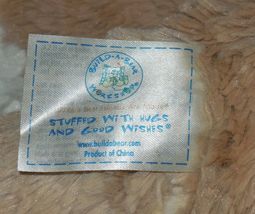 BUILD-A-BEAR
WORKSHOP
STUFFED WITH HUGS
AND GOOD WISHES®
www.buildabear.com
Product of China